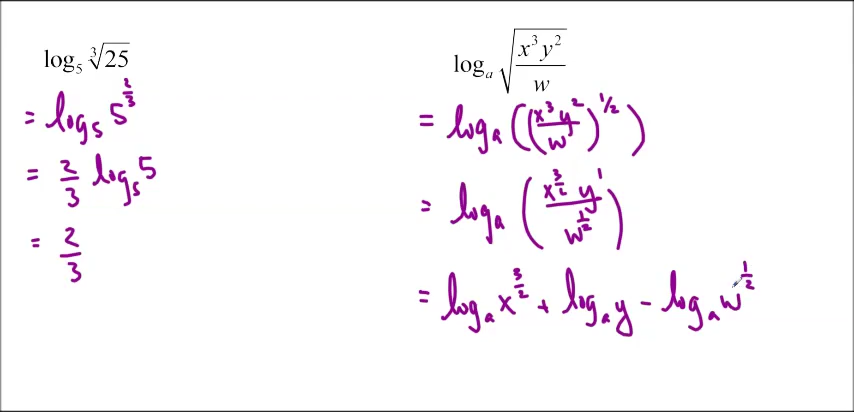 log₅ ∛25
= log₅ 5^(2/3)
= 2/3 log₅ 5
= 2/3
logₐ √(x³y²/w)
= logₐ ((x³y²/w)^(1/2))
= logₐ (x^(3/2) y¹ / w^(1/2))
= logₐ x^(3/2) + logₐ y − logₐ w^(1/2)